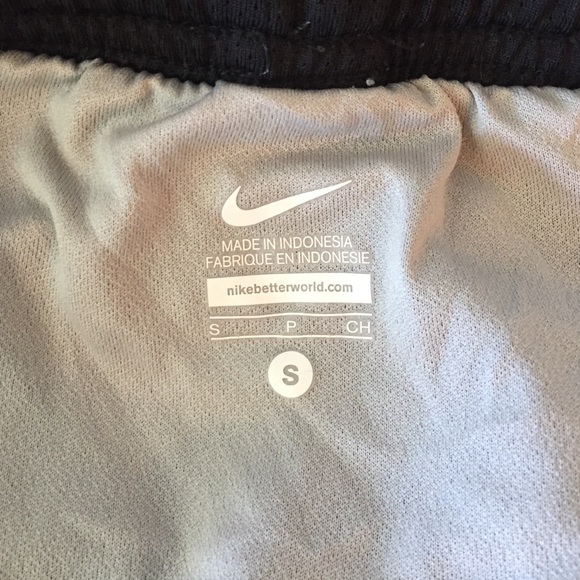 MADE IN INDONESIA
FABRIQUE EN INDONESIE
nikebetterworld.com
S P CH
S